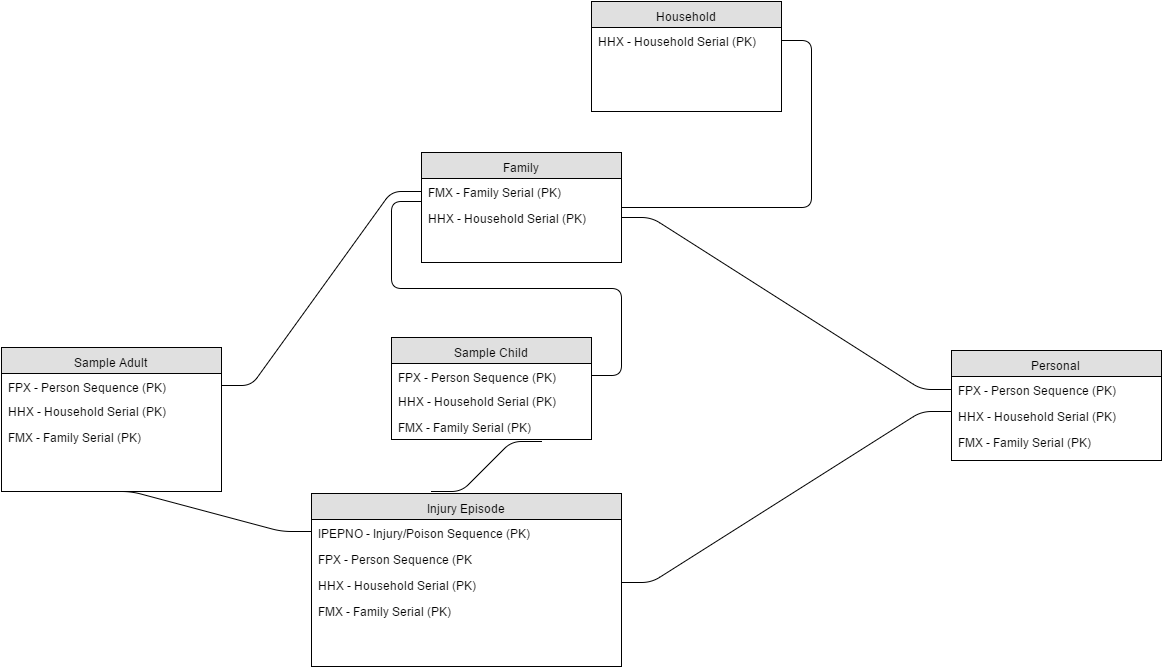 Household
HHX - Household Serial (PK)
Family
FMX - Family Serial (PK)
HHX - Household Serial (PK)
Sample Adult
FPX - Person Sequence (PK)
HHX - Household Serial (PK)
FMX - Family Serial (PK)
Sample Child
FPX - Person Sequence (PK)
HHX - Household Serial (PK)
FMX - Family Serial (PK)
Personal
FPX - Person Sequence (PK)
HHX - Household Serial (PK)
FMX - Family Serial (PK)
Injury Episode
IPEPNO - Injury/Poison Sequence (PK)
FPX - Person Sequence (PK
HHX - Household Serial (PK)
FMX - Family Serial (PK)